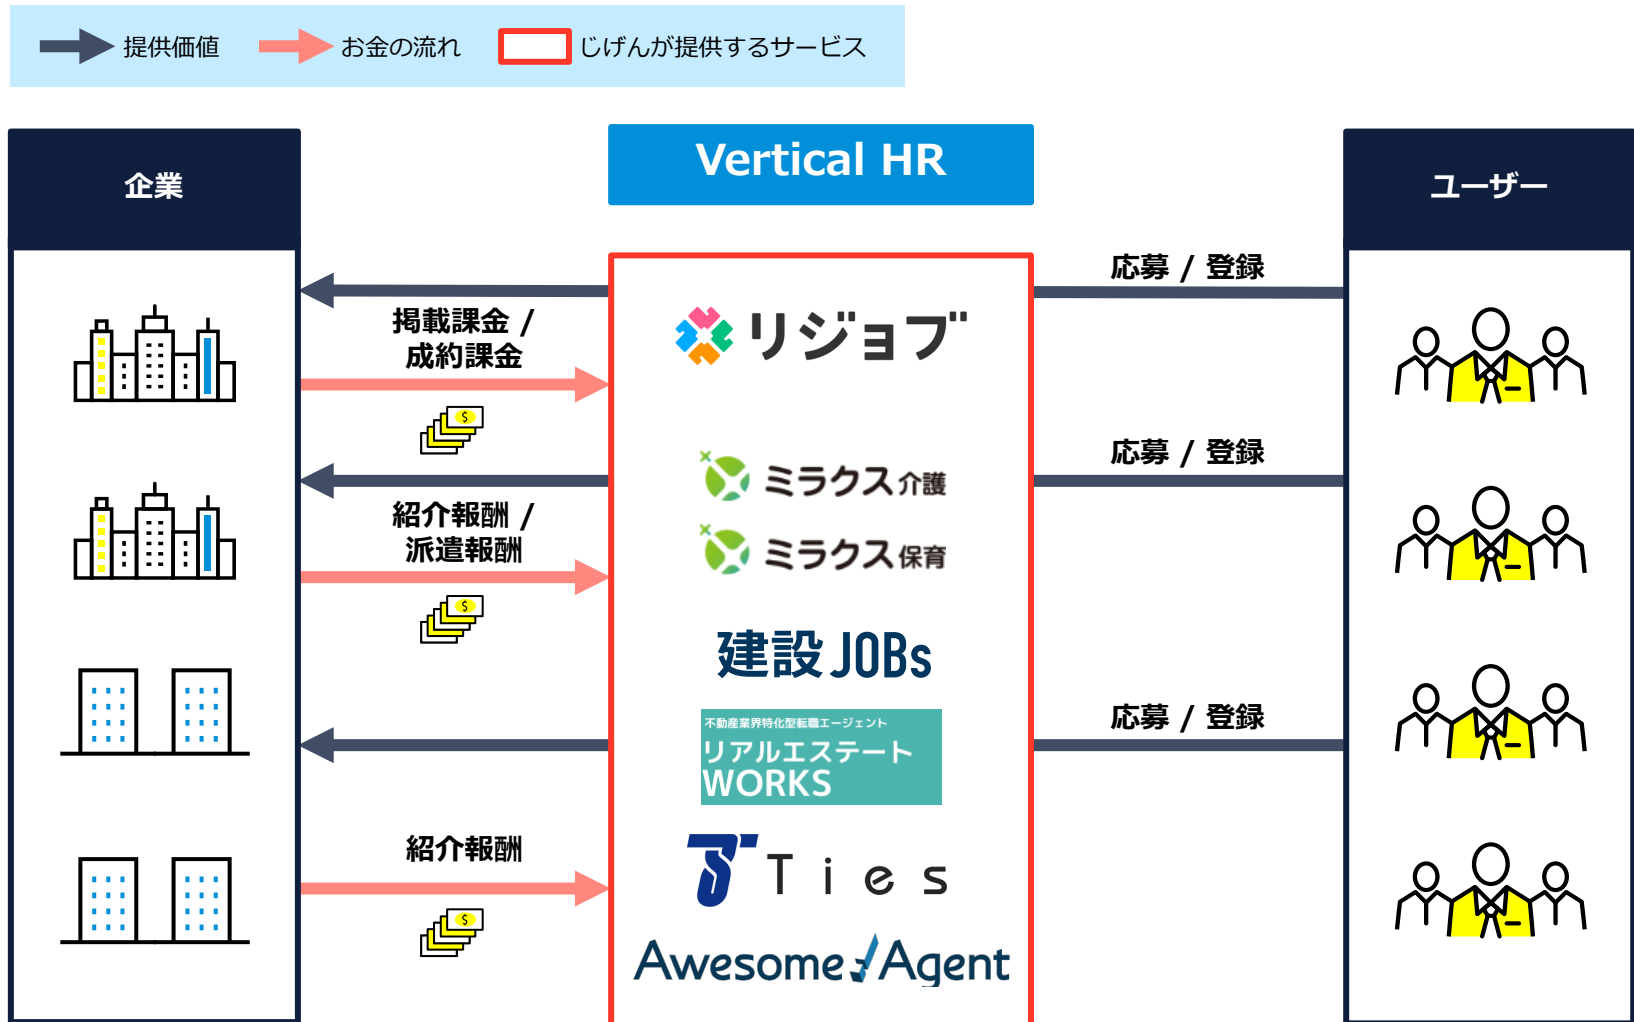 提供価値
お金の流れ
じげんが提供するサービス
企業
Vertical HR
ユーザー
応募 / 登録
掲載課金 /
成約課金
リジョブ
応募 / 登録
紹介報酬 /
派遣報酬
ミラクス介護
ミラクス保育
建設JOBs
応募 / 登録
不動産業界特化型転職エージェント
リアルエステート
WORKS
紹介報酬
Ties
Awesome Agent